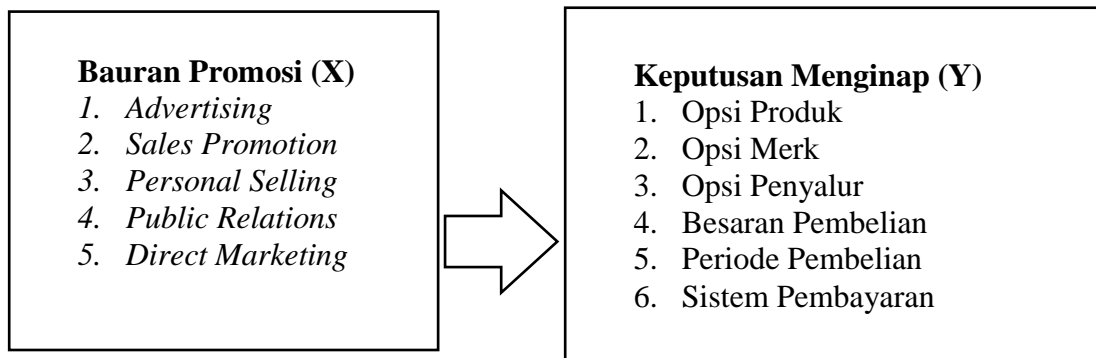 Bauran Promosi (X)
1. Advertising
2. Sales Promotion
3. Personal Selling
4. Public Relations
5. Direct Marketing
Keputusan Menginap (Y)
1. Opsi Produk
2. Opsi Merk
3. Opsi Penyalur
4. Besaran Pembelian
5. Periode Pembelian
6. Sistem Pembayaran